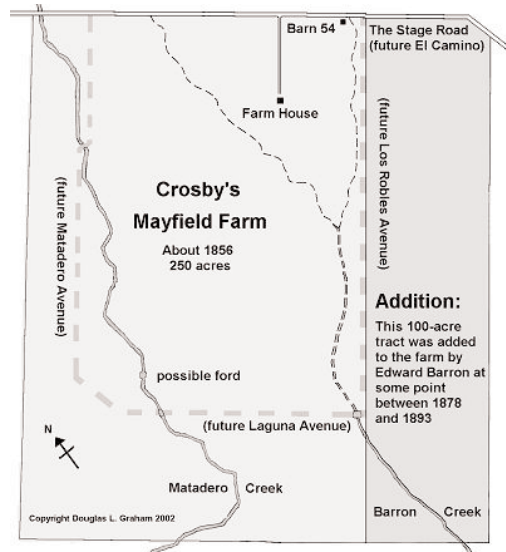 Barn 54
The Stage Road
(future El Camino)
Farm House
(future Matadero Avenue)
(future Los Robles Avenue)
Crosby's
Mayfield Farm
About 1856
250 acres
Addition:
This 100-acre
tract was added
to the farm by
Edward Barron at
some point
between 1878
and 1893
possible ford
(future Laguna Avenue)
N
Matadero Creek
Barron Creek
Copyright Douglas L. Graham 2002